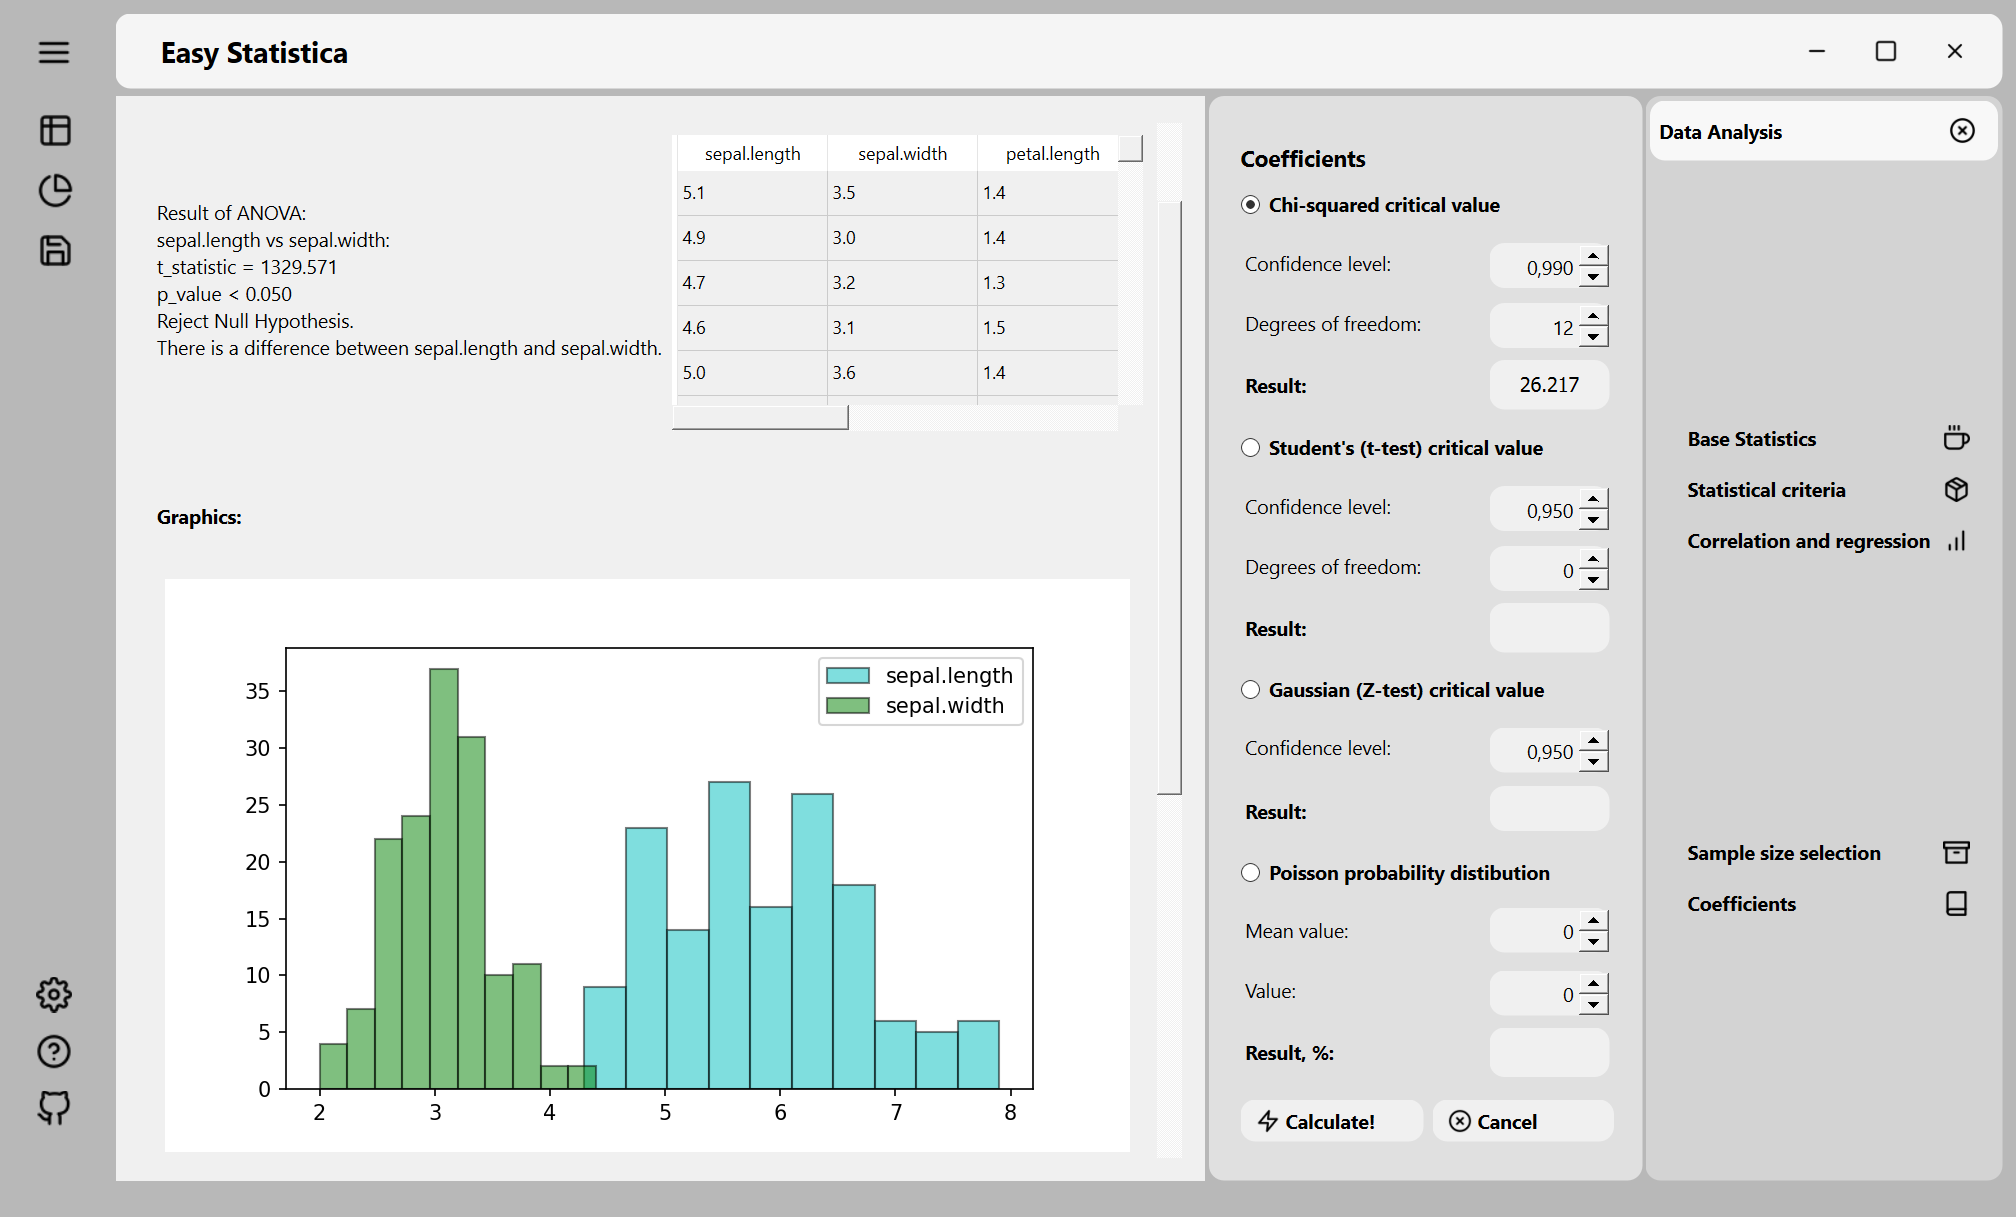 Easy Statistica
Result of ANOVA:
sepal.length vs sepal.width:
t_statistic = 1329.571
p_value < 0.050
Reject Null Hypothesis.
There is a difference between sepal.length and sepal.width.
sepal.length sepal.width petal.length
5.1 3.5 1.4
4.9 3.0 1.4
4.7 3.2 1.3
4.6 3.1 1.5
5.0 3.6 1.4
Graphics:
sepal.length
sepal.width
35
30
25
20
15
10
5
0
2 3 4 5 6 7 8
Coefficients
Chi-squared critical value
Confidence level: 0,990
Degrees of freedom: 12
Result: 26.217
Student's (t-test) critical value
Confidence level: 0,950
Degrees of freedom: 0
Result:
Gaussian (Z-test) critical value
Confidence level: 0,950
Result:
Poisson probability distibution
Mean value: 0
Value: 0
Result, %:
Calculate! Cancel
Data Analysis
Base Statistics
Statistical criteria
Correlation and regression
Sample size selection
Coefficients